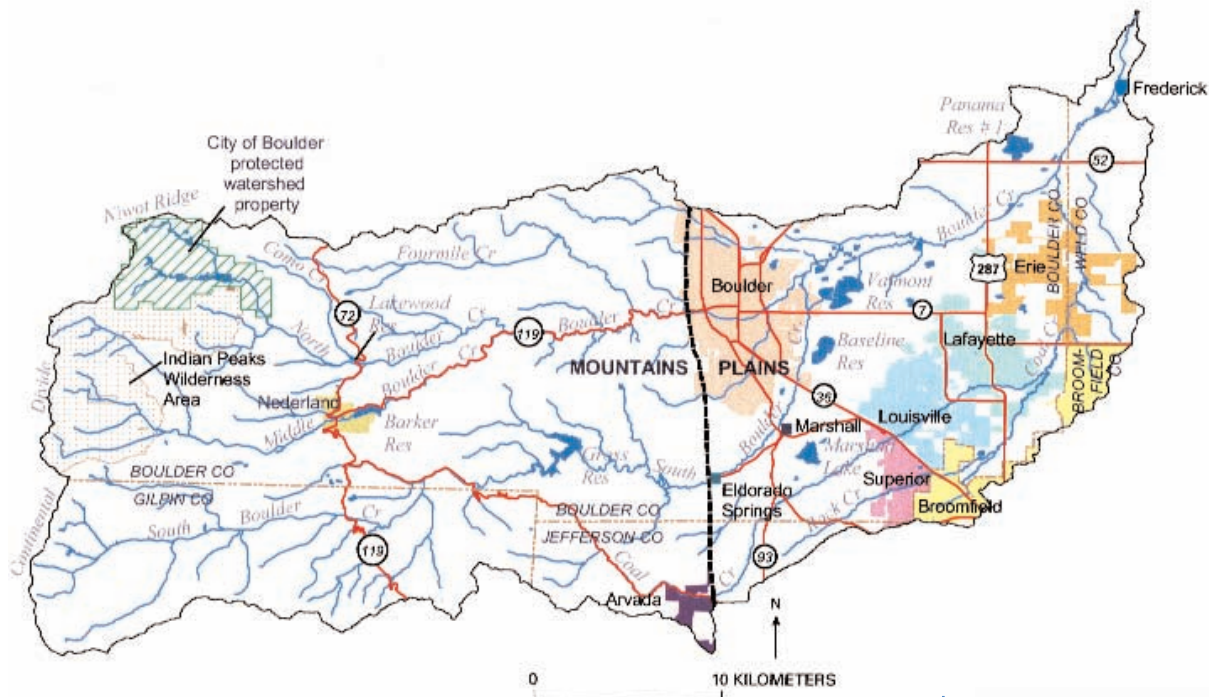 Frederick
Panama
Res # 1
52
City of Boulder
protected
watershed
property
Niwot Ridge
Como Cr
Fourmile Cr
Boulder Cr
BOULDER CO
WELD CO
287
Erie
Boulder
Valmont
Res
72
Lakewood
Res
North
Boulder
Cr
119
Boulder
Cr
7
Lafayette
Coal Cr
Indian Peaks
Wilderness
Area
MOUNTAINS
PLAINS
Cr
Baseline
Res
BROOM-
FIELD
CO
Divide
Nederland
Boulder
Cr
Middle
Barker
Res
36
Louisville
Boulder
Marshall
Marshall
Lake
Gross
Res
South
Superior
BOULDER CO
GILPIN CO
Eldorado
Springs
Rock Cr
Broomfield
Continental
South
Boulder
Cr
BOULDER CO
JEFFERSON CO
119
93
Coal
Cr
Arvada
N
0
10 KILOMETERS